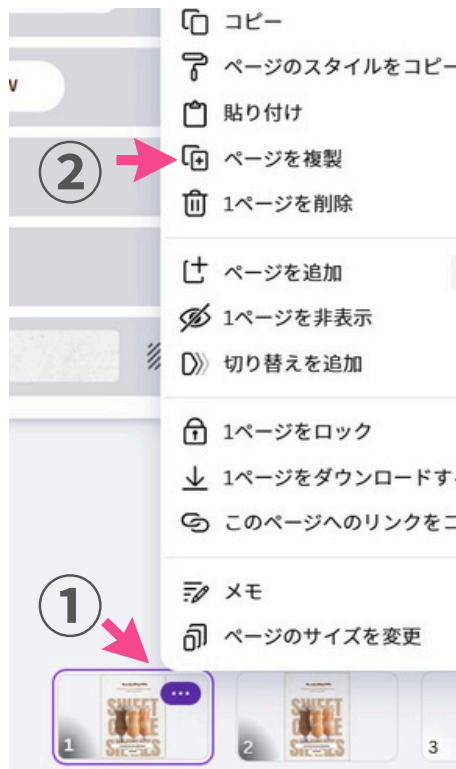 コピー
ページのスタイルをコピー
貼り付け
② ページを複製
1ページを削除
ページを追加
1ページを非表示
切り替えを追加
1ページをロック
1ページをダウンロードす
このページへのリンクをコ
メモ
ページのサイズを変更
①
1
2
3